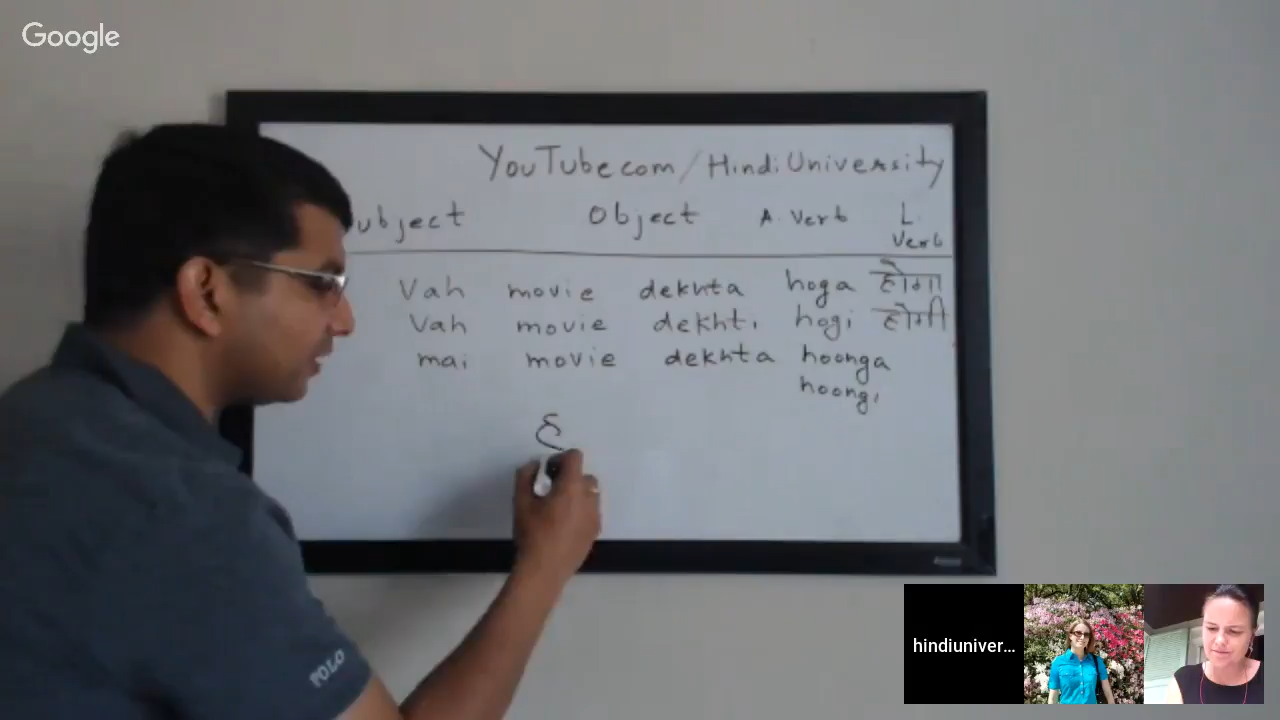 Google
YouTube.com/HindiUniversity
ubject Object A. Verb L. Verb
Vah movie dekhta hoga होगा
Vah movie dekhti hogi होगी
mai movie dekhta hoonga
hoongi
POLO
hindiuniver...